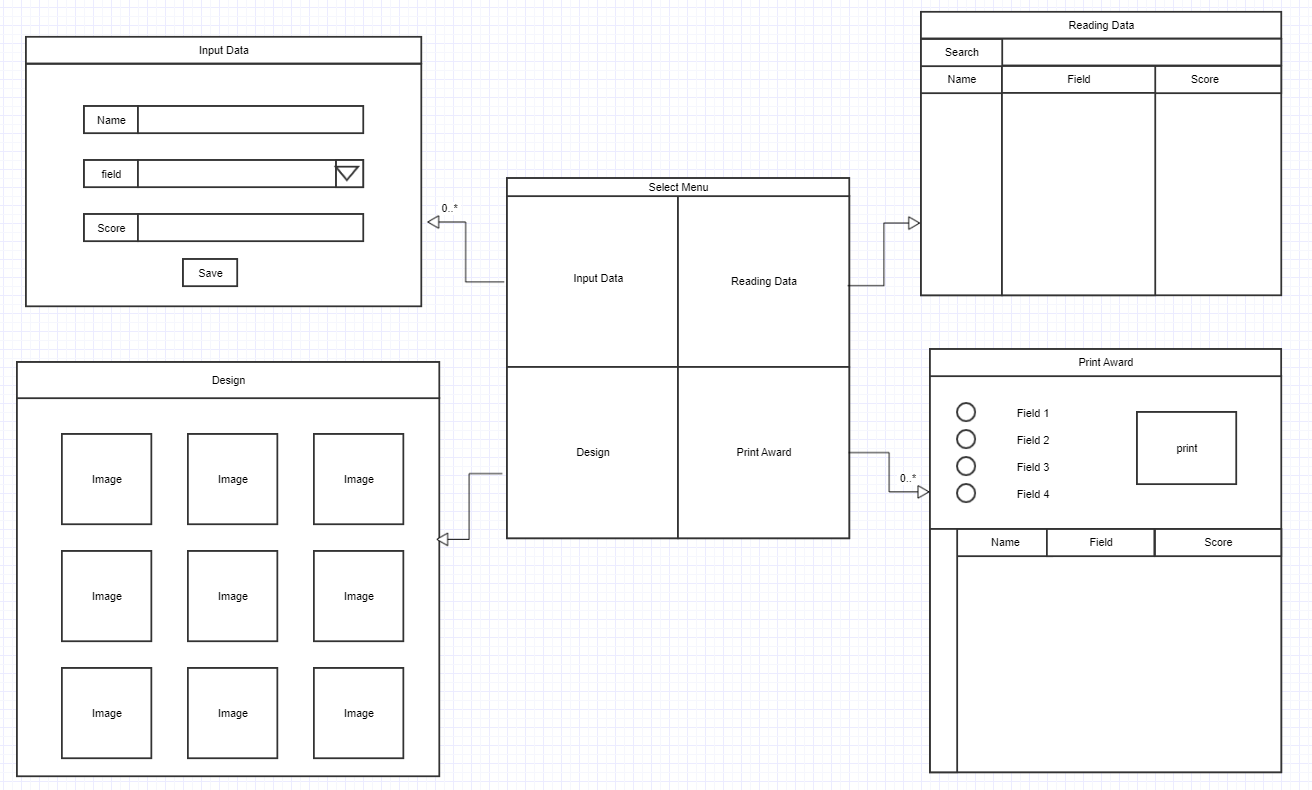 Input Data
Name
field
Score
Save
0..*
Select Menu
Input Data
Reading Data
Design
Print Award
Reading Data
Search
Name Field Score
Design
Image Image Image
Image Image Image
Image Image Image
0..*
Print Award
Field 1
Field 2
Field 3
Field 4
print
Name Field Score